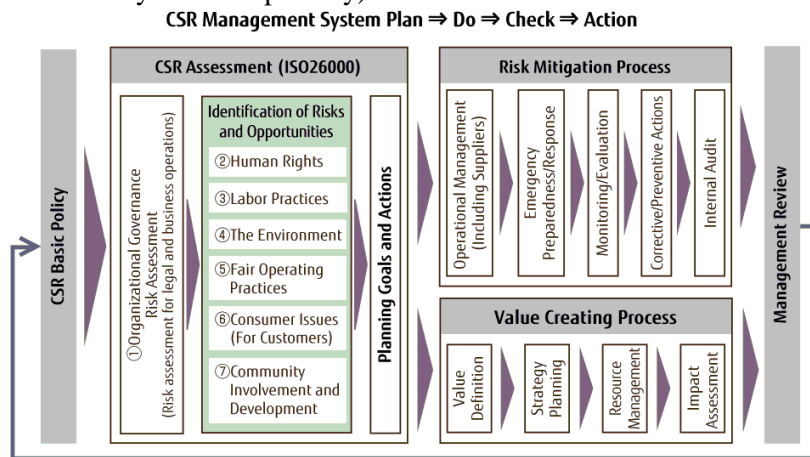 CSR Management System Plan ⇒ Do ⇒ Check ⇒ Action
CSR Basic Policy
CSR Assessment (ISO26000)
①Organizational Governance
Risk Assessment
(Risk assessment for legal and business operations)
Identification of Risks
and Opportunities
②Human Rights
③Labor Practices
④The Environment
⑤Fair Operating
Practices
⑥Consumer Issues
(For Customers)
⑦Community
Involvement and
Development
Planning Goals and Actions
Risk Mitigation Process
Operational Management
(Including Suppliers)
Emergency
Preparedness/Response
Monitoring/Evaluation
Corrective/Preventive Actions
Internal Audit
Value Creating Process
Value
Definition
Strategy
Planning
Resource
Management
Impact
Assessment
Management Review